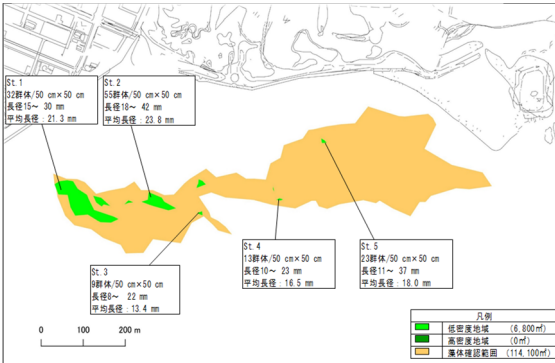 St. 1
32群体/50 cm×50 cm
長径15～ 30 mm
平均長径：21.3 mm
St. 2
55群体/50 cm×50 cm
長径18～ 42 mm
平均長径：23.8 mm
St. 3
9群体/50 cm×50 cm
長径8～ 22 mm
平均長径：13.4 mm
St. 4
13群体/50 cm×50 cm
長径10～ 23 mm
平均長径：16.5 mm
St. 5
23群体/50 cm×50 cm
長径11～ 37 mm
平均長径：18.0 mm
0 100 200 m
凡例
低密度地域 (6,800㎡)
高密度地域 (0㎡)
藻体確認範囲 (114,100㎡)